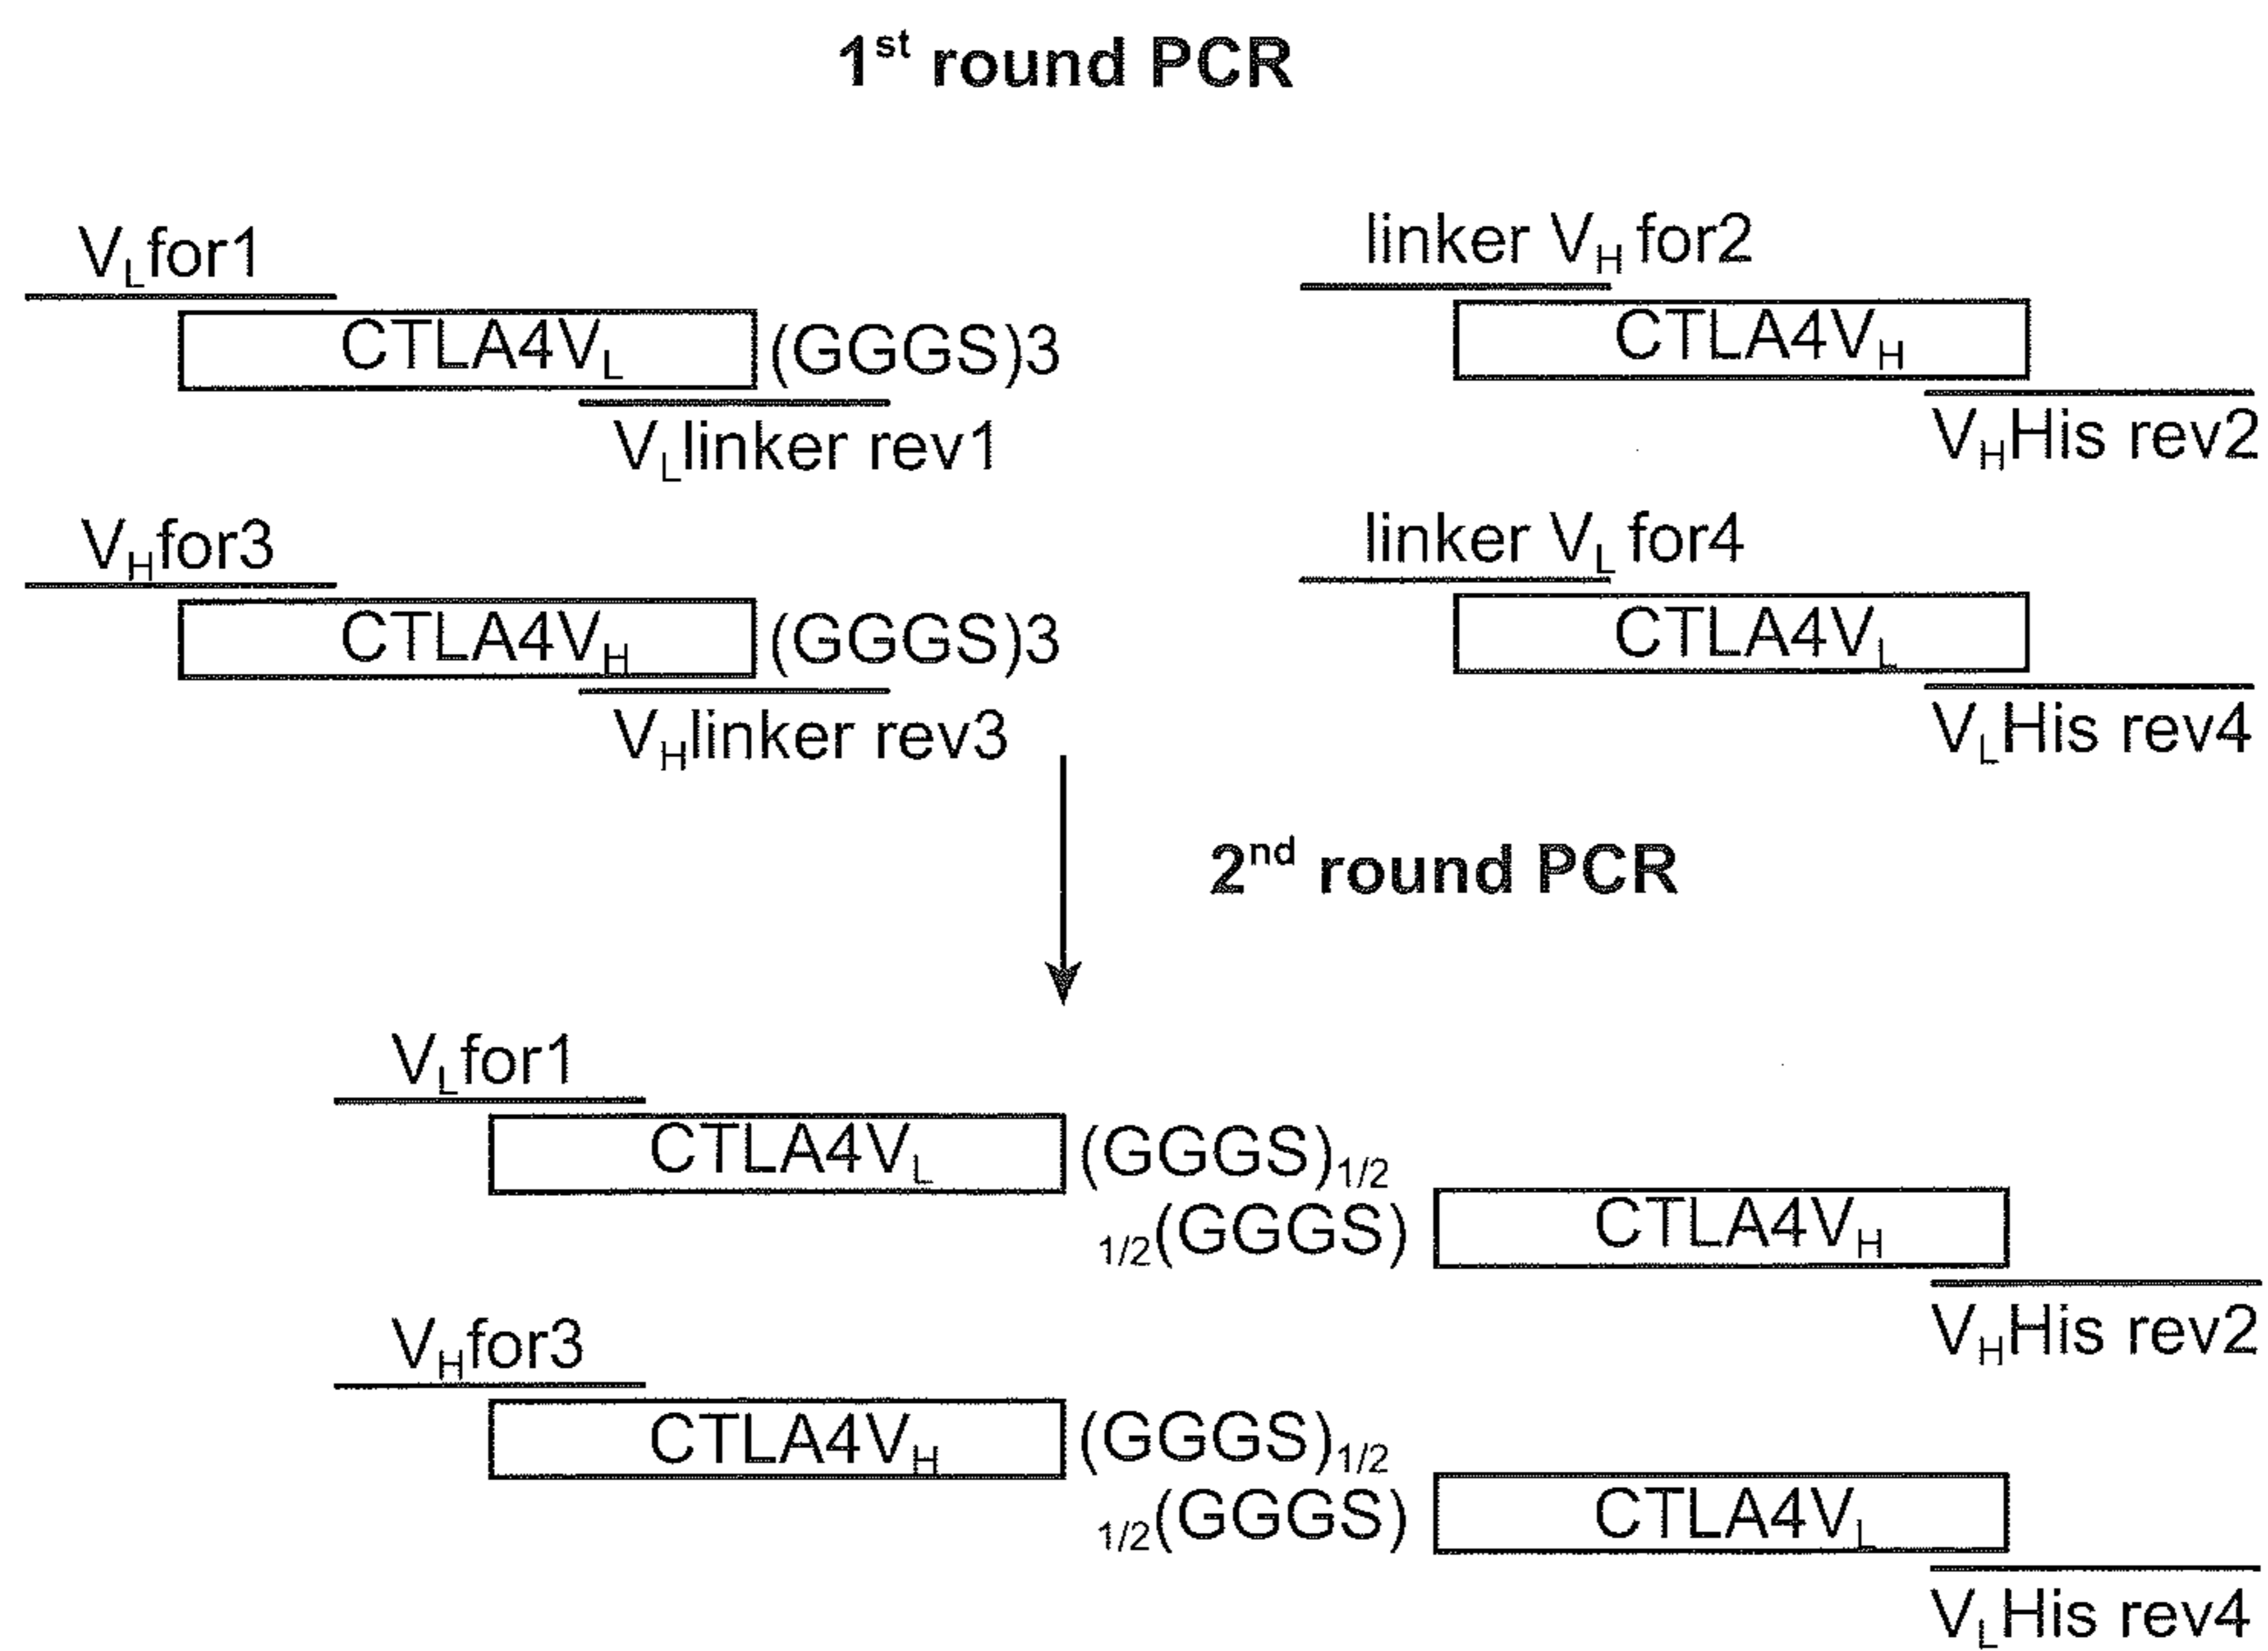 1st round PCR
VLfor1
linker VH for2
CTLA4VL (GGGS)3
CTLA4VH
VLlinker rev1
VHHis rev2
VHfor3
linker VL for4
CTLA4VH (GGGS)3
CTLA4VL
VHlinker rev3
VLHis rev4
2nd round PCR
VLfor1
CTLA4VL (GGGS)1/2
1/2(GGGS) CTLA4VH
VHHis rev2
VHfor3
CTLA4VH (GGGS)1/2
1/2(GGGS) CTLA4VL
VLHis rev4